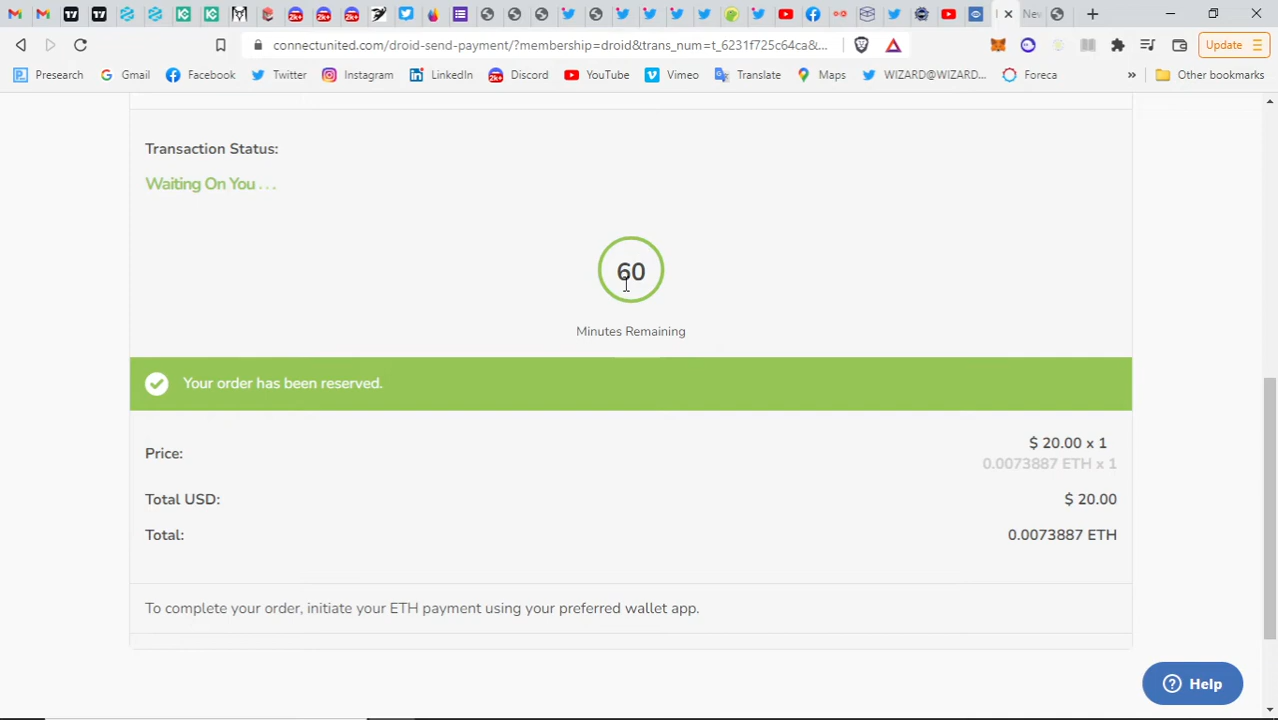 connectunited.com/droid-send-payment/?membership=droid&trans_num=t_6231f725c64ca&...
Update
Presearch
Gmail
Facebook
Twitter
Instagram
LinkedIn
Discord
YouTube
Vimeo
Translate
Maps
WIZARD@WIZARD...
Foreca
»
Other bookmarks
Transaction Status:
Waiting On You . . .
60
Minutes Remaining
Your order has been reserved.
Price:
$ 20.00 x 1
0.0073887 ETH x 1
Total USD:
$ 20.00
Total:
0.0073887 ETH
To complete your order, initiate your ETH payment using your preferred wallet app.
Help